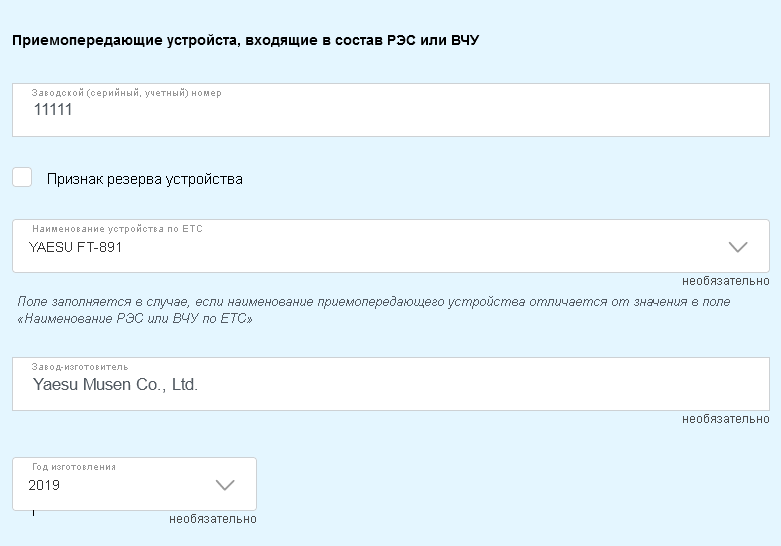 Приемопередающие устройста, входящие в состав РЭС или ВЧУ
Заводской (серийный, учетный) номер
11111
Признак резерва устройства
Наименование устройства по ЕТС
YAESU FT-891
необязательно
Поле заполняется в случае, если наименование приемопередающего устройства отличается от значения в поле
«Наименование РЭС или ВЧУ по ЕТС»
Завод-изготовитель
Yaesu Musen Co., Ltd.
необязательно
Год изготовления
2019
необязательно